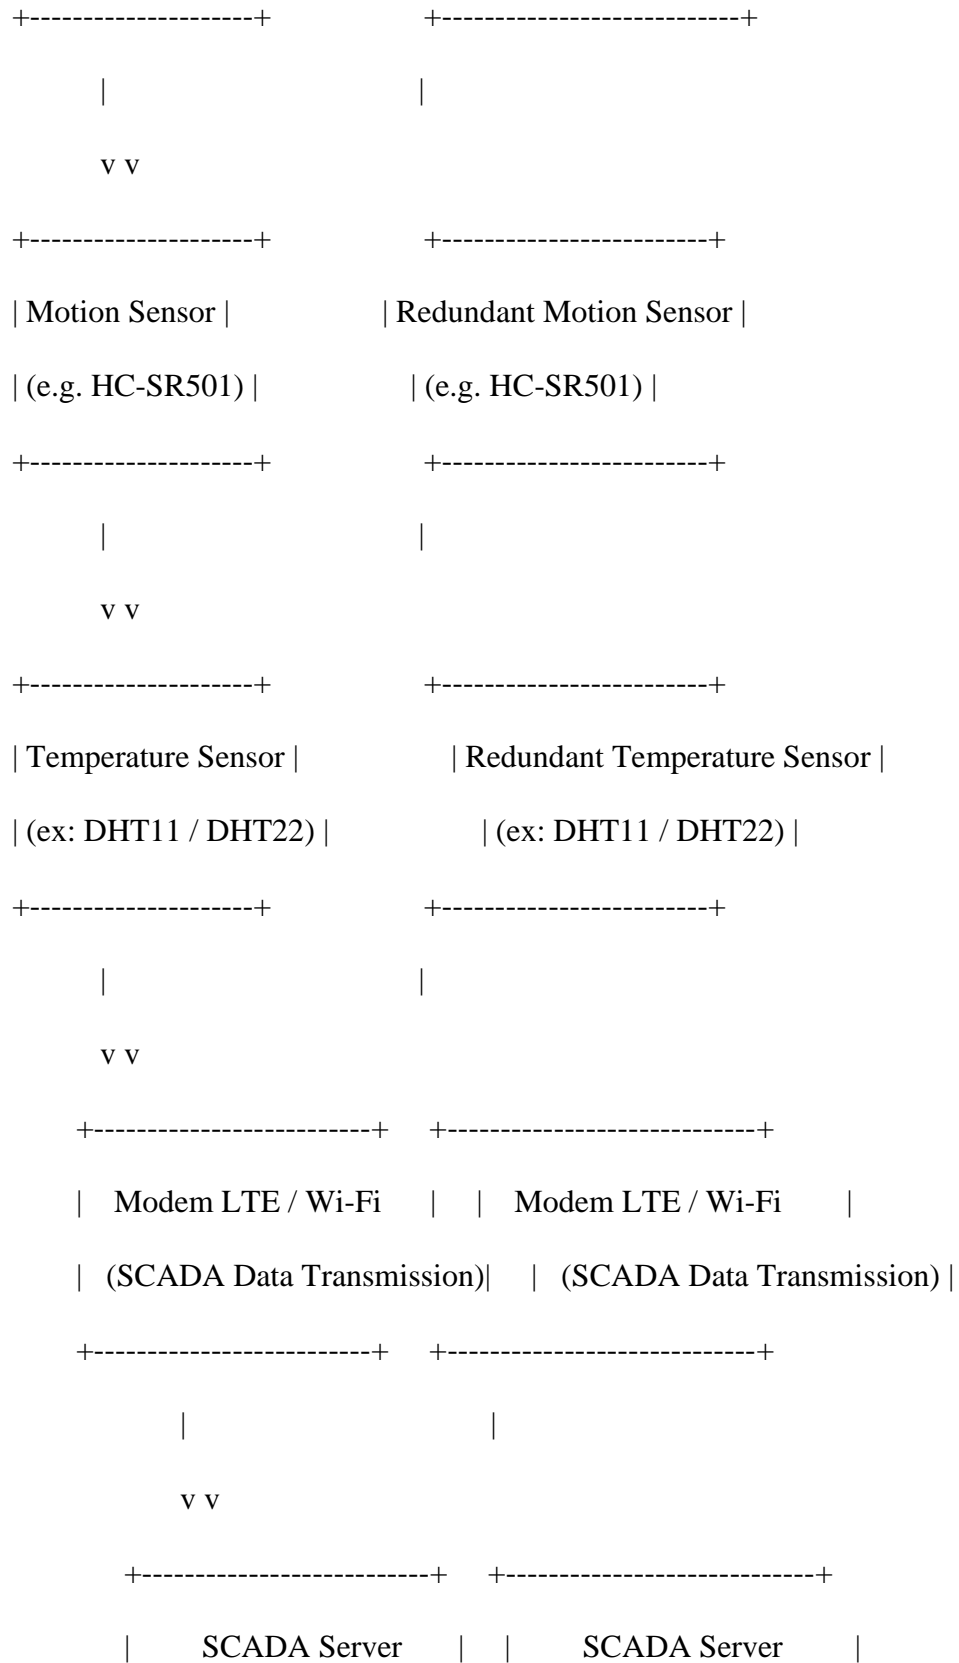 +---------------------+ +----------------------------+
| |
v v
+---------------------+ +-------------------------+
| Motion Sensor | | Redundant Motion Sensor |
| (e.g. HC-SR501) | | (e.g. HC-SR501) |
+---------------------+ +-------------------------+
| |
v v
+---------------------+ +-------------------------+
| Temperature Sensor | | Redundant Temperature Sensor |
| (ex: DHT11 / DHT22) | | (ex: DHT11 / DHT22) |
+---------------------+ +-------------------------+
| |
v v
+--------------------------+ +-----------------------------+
| Modem LTE / Wi-Fi | | Modem LTE / Wi-Fi |
| (SCADA Data Transmission)| | (SCADA Data Transmission) |
+--------------------------+ +-----------------------------+
| |
v v
+---------------------------+ +-----------------------------+
| SCADA Server | | SCADA Server |